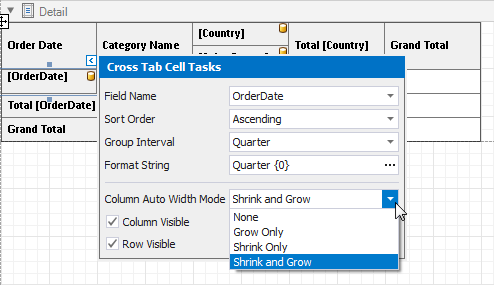 Detail
[Country]
Order Date
Category Name
Total [Country]
Grand Total
[OrderDate]
Total [OrderDate]
Grand Total
Cross Tab Cell Tasks
Field Name OrderDate
Sort Order Ascending
Group Interval Quarter
Format String Quarter {0} ...
Column Auto Width Mode Shrink and Grow
Column Visible
Row Visible
None
Grow Only
Shrink Only
Shrink and Grow